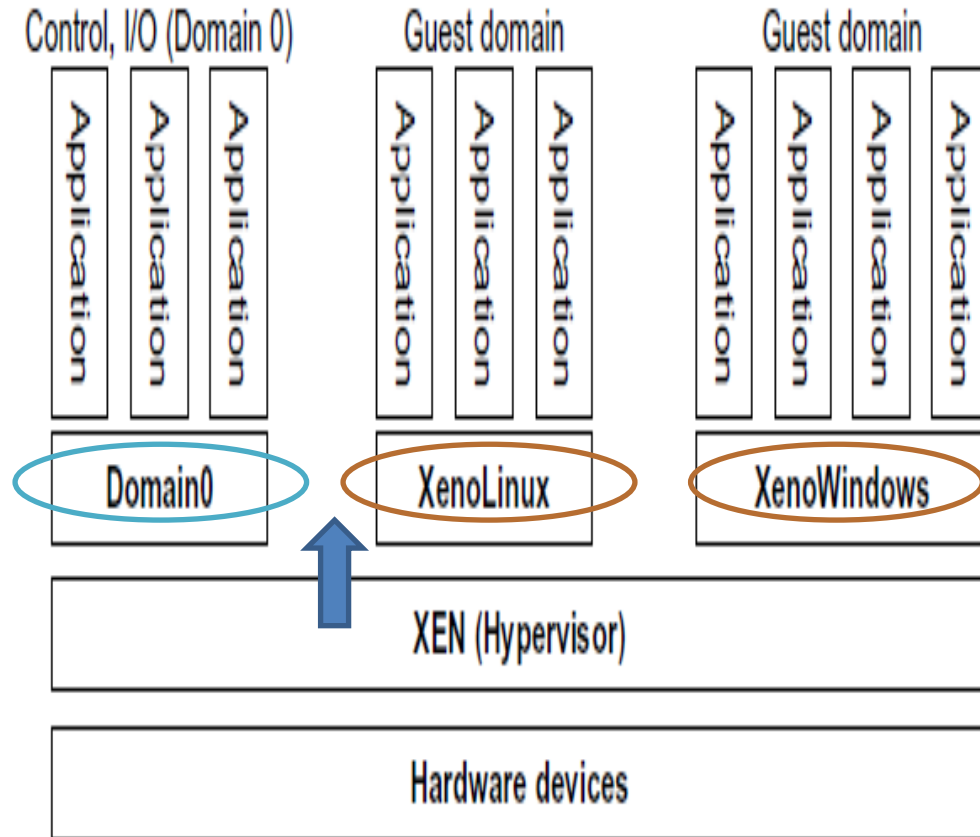 Control, I/O (Domain 0)
Guest domain
Guest domain
Application
Application
Application
Application
Application
Application
Application
Application
Application
Application
Domain0
XenoLinux
XenoWindows
XEN (Hypervisor)
Hardware devices